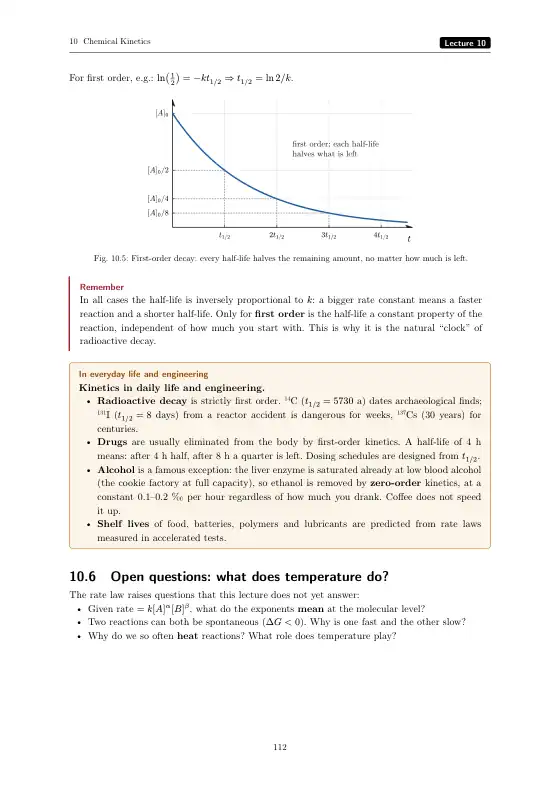 10 Chemical Kinetics
Lecture 10
For first order, e.g.: ln(1/2) = −kt1/2 ⇒ t1/2 = ln 2/k.
[A]0
[A]0/2
[A]0/4
[A]0/8
first order: each half-life
halves what is left
t1/2
2t1/2
3t1/2
4t1/2
t
Fig. 10.5: First-order decay: every half-life halves the remaining amount, no matter how much is left.
Remember
In all cases the half-life is inversely proportional to k: a bigger rate constant means a faster
reaction and a shorter half-life. Only for first order is the half-life a constant property of the
reaction, independent of how much you start with. This is why it is the natural “clock” of
radioactive decay.
In everyday life and engineering
Kinetics in daily life and engineering.
• Radioactive decay is strictly first order. ¹⁴C (t1/2 = 5730 a) dates archaeological finds;
¹³¹I (t1/2 = 8 days) from a reactor accident is dangerous for weeks, ¹³⁷Cs (30 years) for
centuries.
• Drugs are usually eliminated from the body by first-order kinetics. A half-life of 4 h
means: after 4 h half, after 8 h a quarter is left. Dosing schedules are designed from t1/2.
• Alcohol is a famous exception: the liver enzyme is saturated already at low blood alcohol
(the cookie factory at full capacity), so ethanol is removed by zero-order kinetics, at a
constant 0.1–0.2 ‰ per hour regardless of how much you drank. Coffee does not speed
it up.
• Shelf lives of food, batteries, polymers and lubricants are predicted from rate laws
measured in accelerated tests.
10.6 Open questions: what does temperature do?
The rate law raises questions that this lecture does not yet answer:
• Given rate = k[A]^α[B]^β, what do the exponents mean at the molecular level?
• Two reactions can both be spontaneous (ΔG < 0). Why is one fast and the other slow?
• Why do we so often heat reactions? What role does temperature play?
112